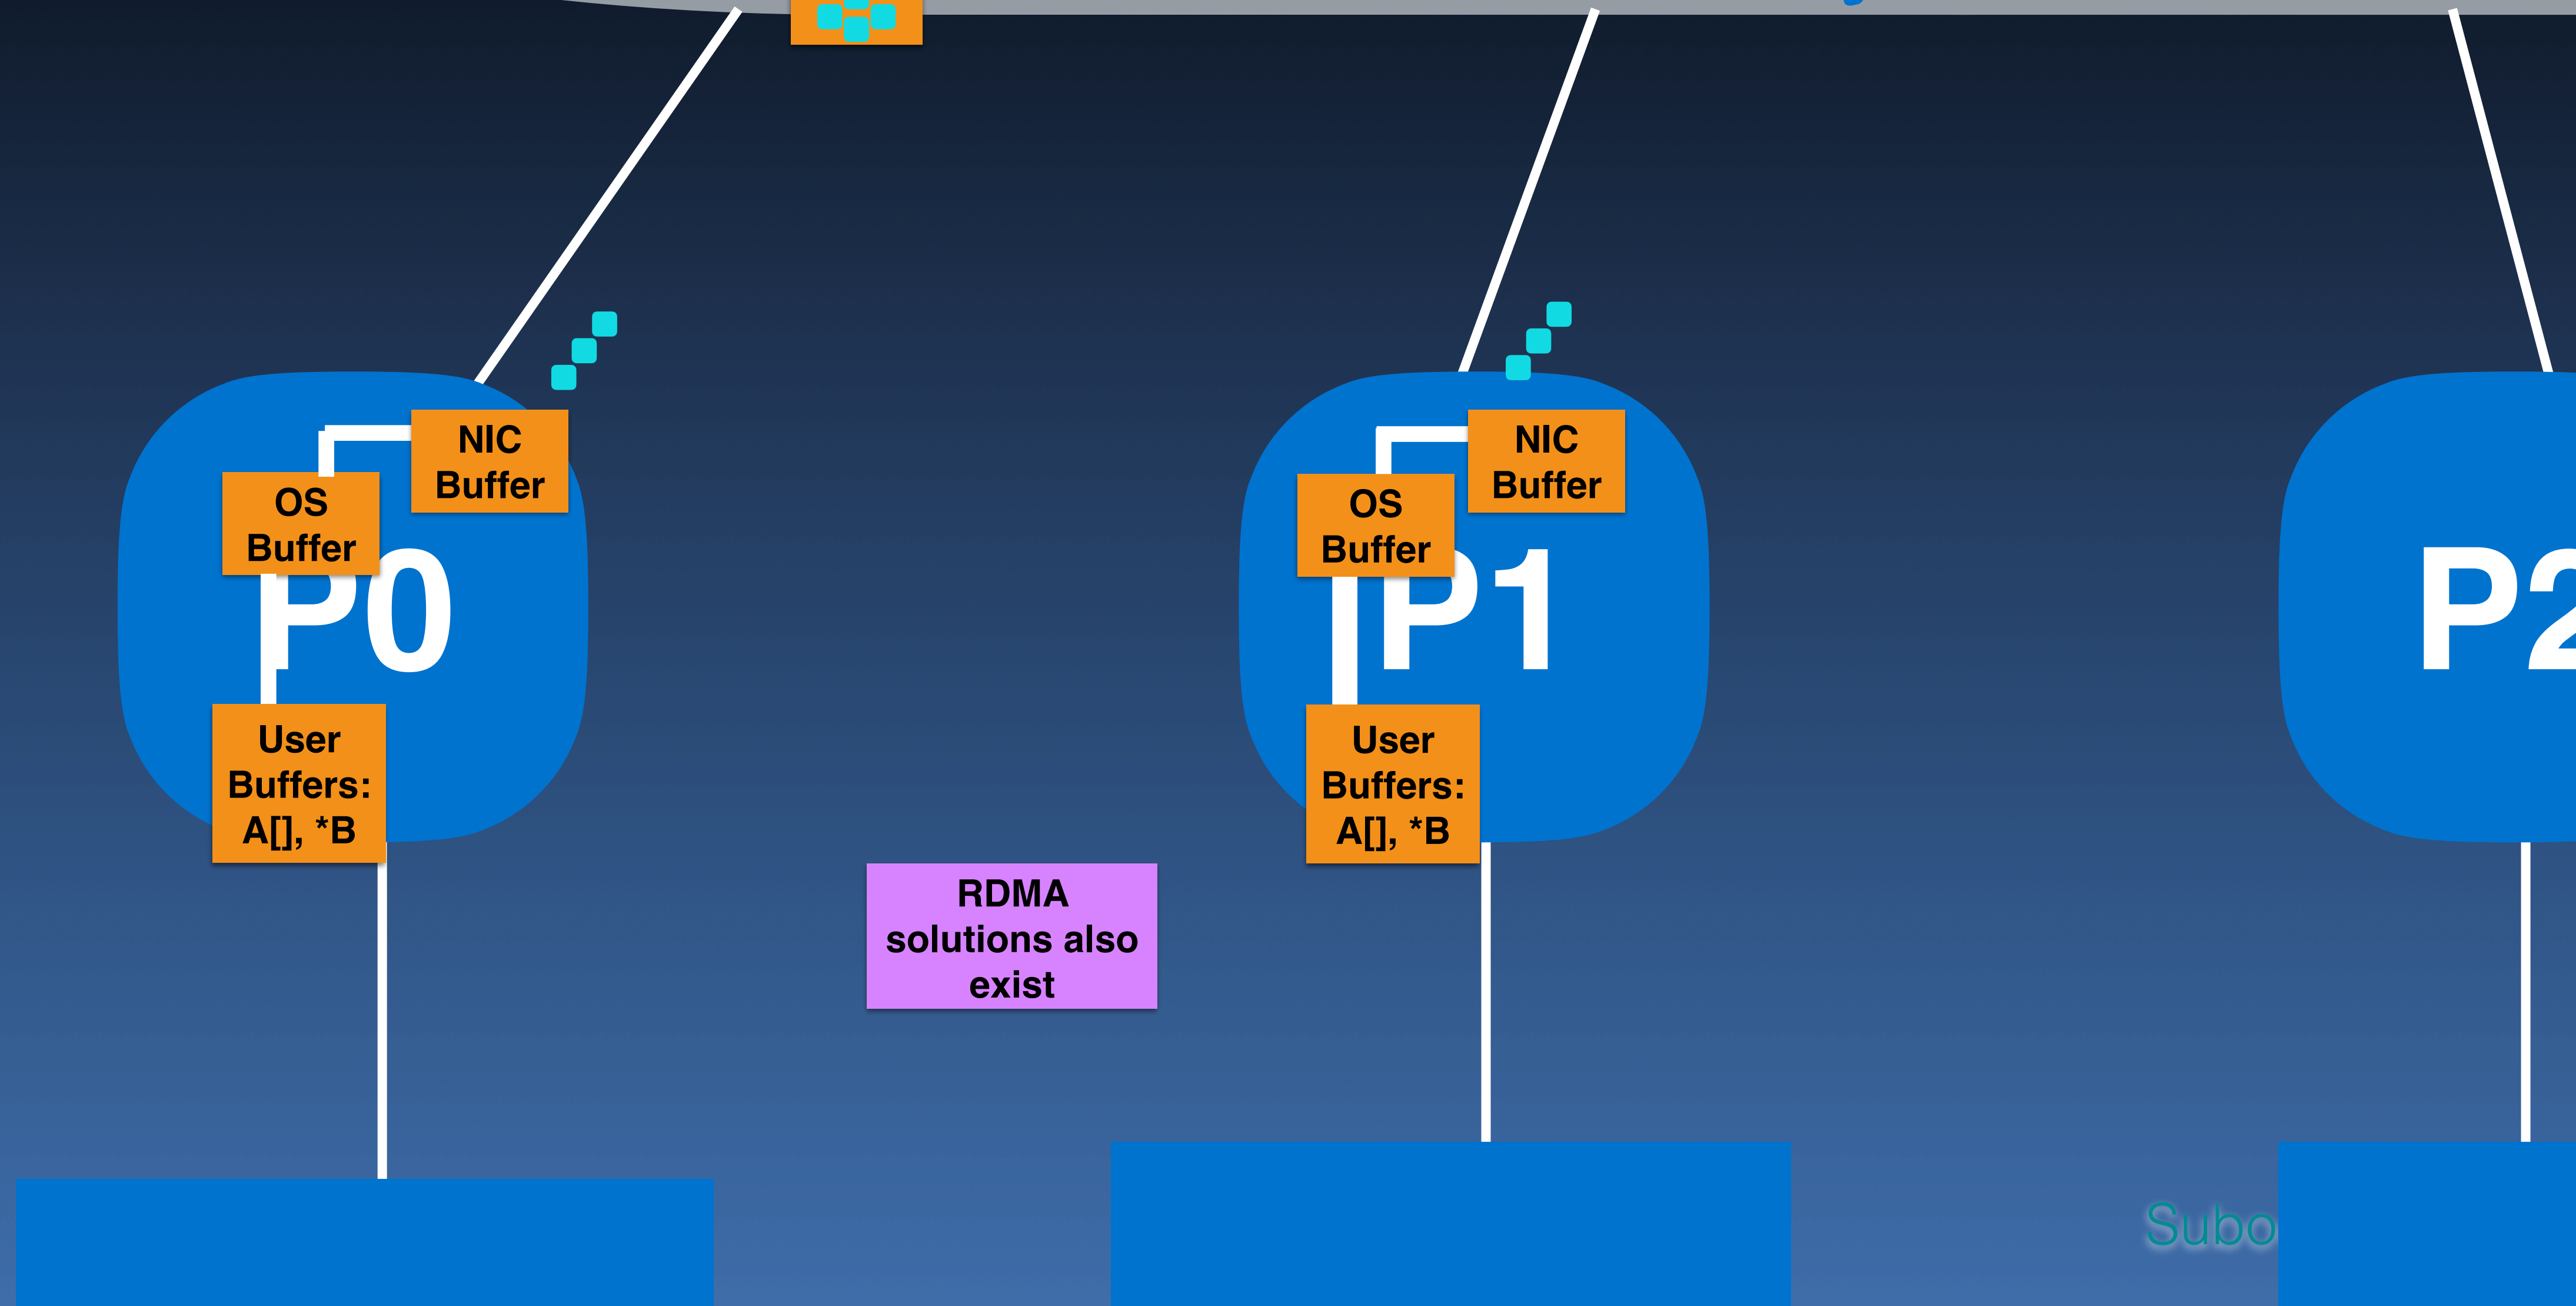 NIC
Buffer
OS
Buffer
P0
User
Buffers:
A[], *B
NIC
Buffer
OS
Buffer
P1
User
Buffers:
A[], *B
RDMA
solutions also
exist
P2
Subo